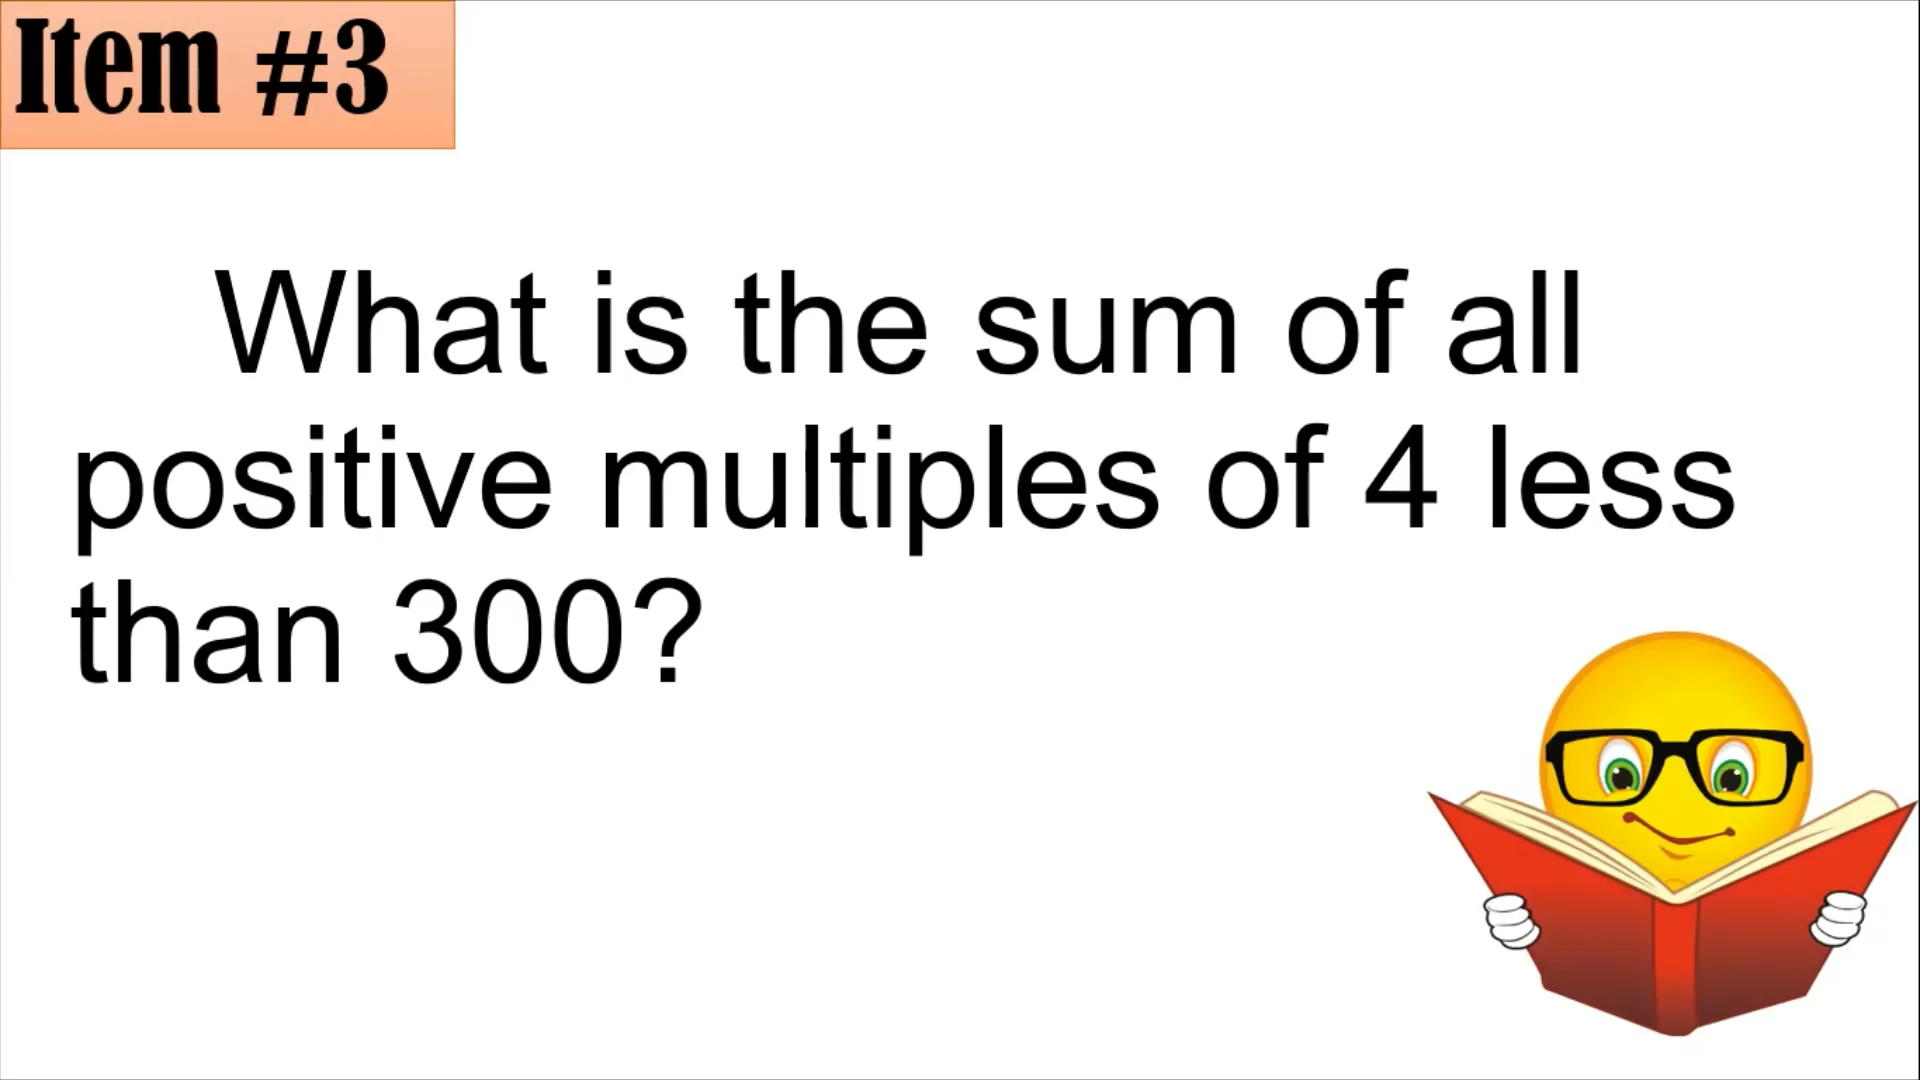 Item #3
What is the sum of all
positive multiples of 4 less
than 300?